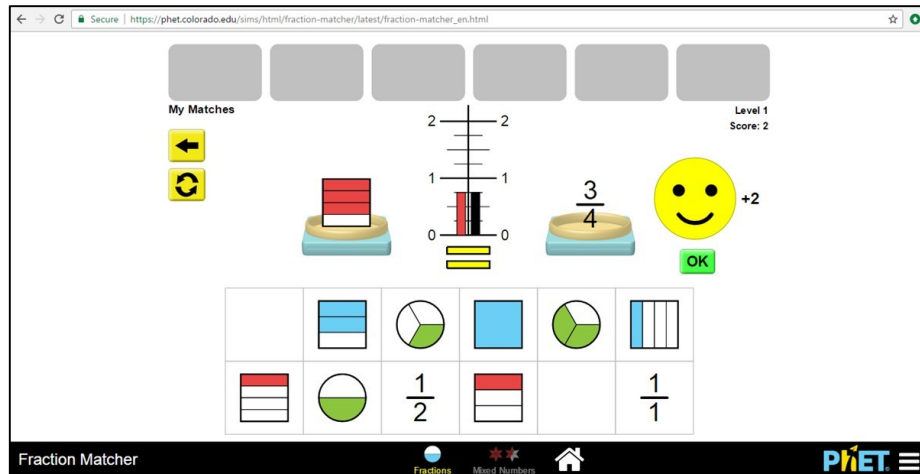 Secure | https://phet.colorado.edu/sims/html/fraction-matcher/latest/fraction-matcher_en.html
My Matches
Level 1
Score: 2
2 2
1 1
0 0
3/4
+2
OK
1/2
1/1
Fraction Matcher
Fractions
Mixed Numbers
PhET